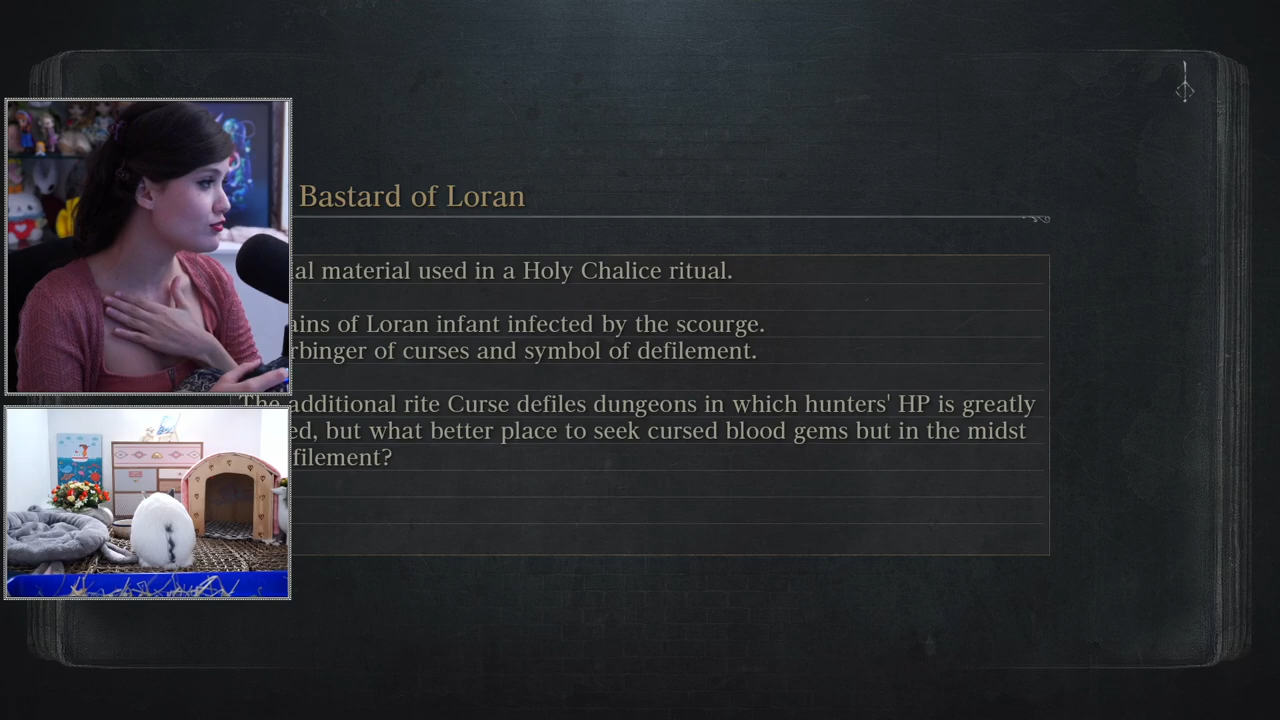 Bastard of Loran
al material used in a Holy Chalice ritual.
ains of Loran infant infected by the scourge.
rbinger of curses and symbol of defilement.
The additional rite Curse defiles dungeons in which hunters' HP is greatly
ed, but what better place to seek cursed blood gems but in the midst
filement?